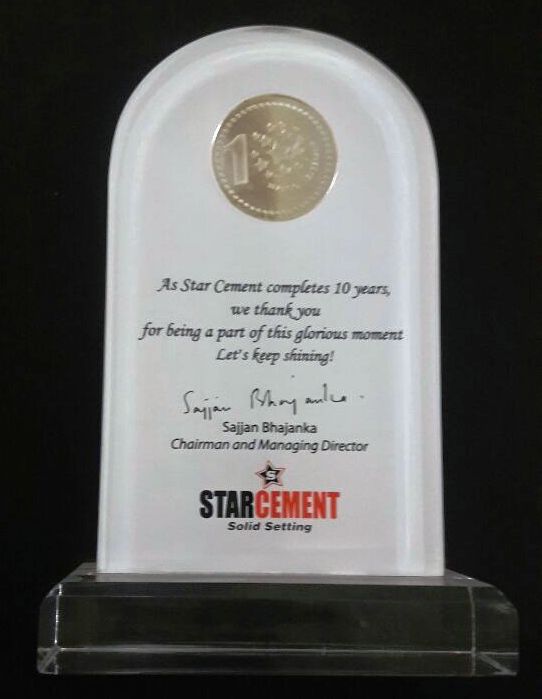 1
As Star Cement completes 10 years,
we thank you
for being a part of this glorious moment
Let's keep shining!
Sajjan Bhajanka
Sajjan Bhajanka
Chairman and Managing Director
S
STARCEMENT
Solid Setting